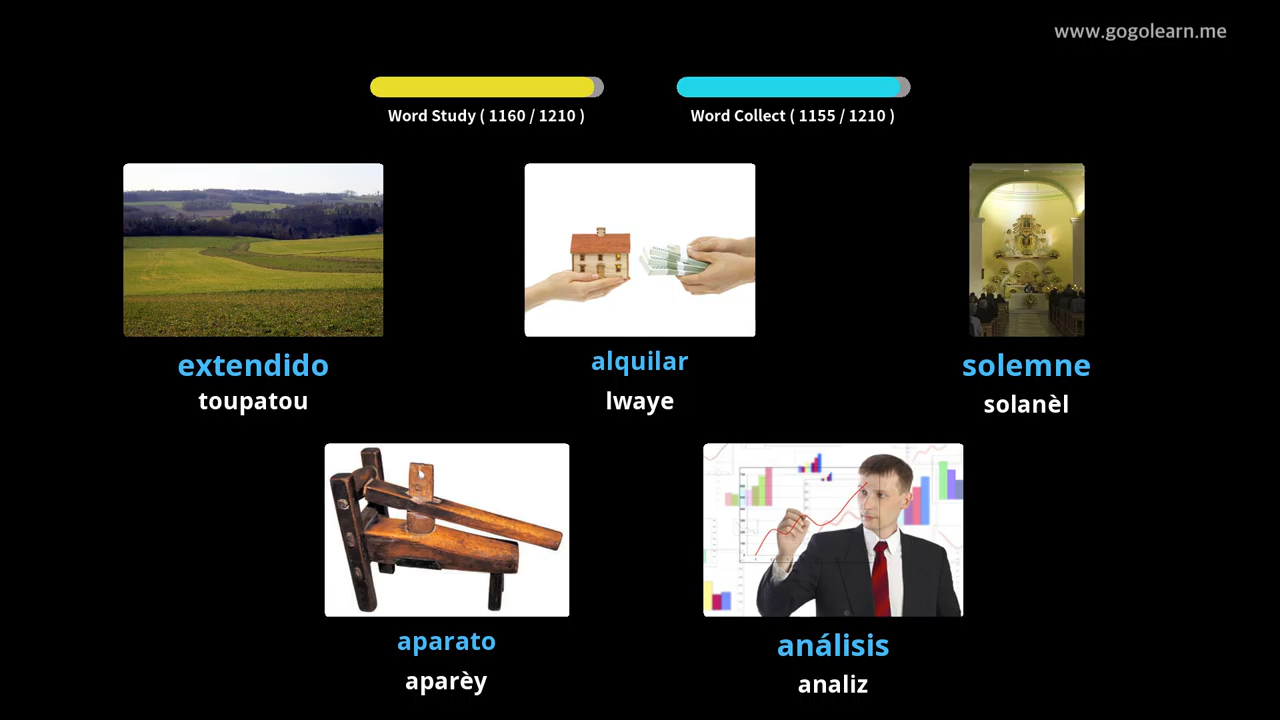 www.gogolearn.me
Word Study ( 1160 / 1210 )
Word Collect ( 1155 / 1210 )
extendido
toupatou
alquilar
lwaye
solemne
solanèl
aparato
aparèy
análisis
analiz